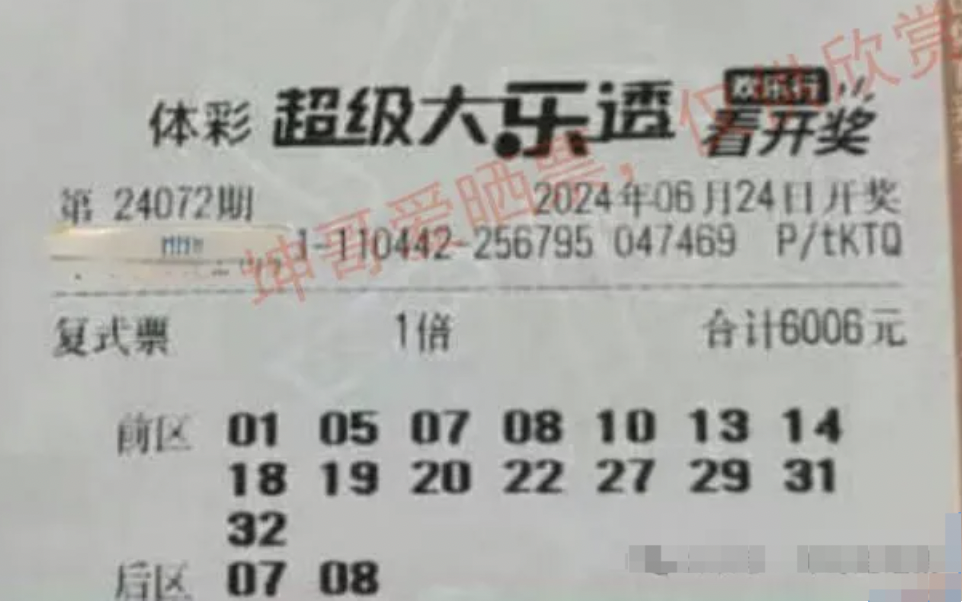 体彩 超级大乐透 欢乐行 看开奖
第 24072期 2024年06月24日开奖
1-110442-256795 047469 P/tKTQ
复式票 1倍 合计6006元
前区 01 05 07 08 10 13 14
18 19 20 22 27 29 31
32
后区 07 08
坤哥爱晒票，仅供欣赏